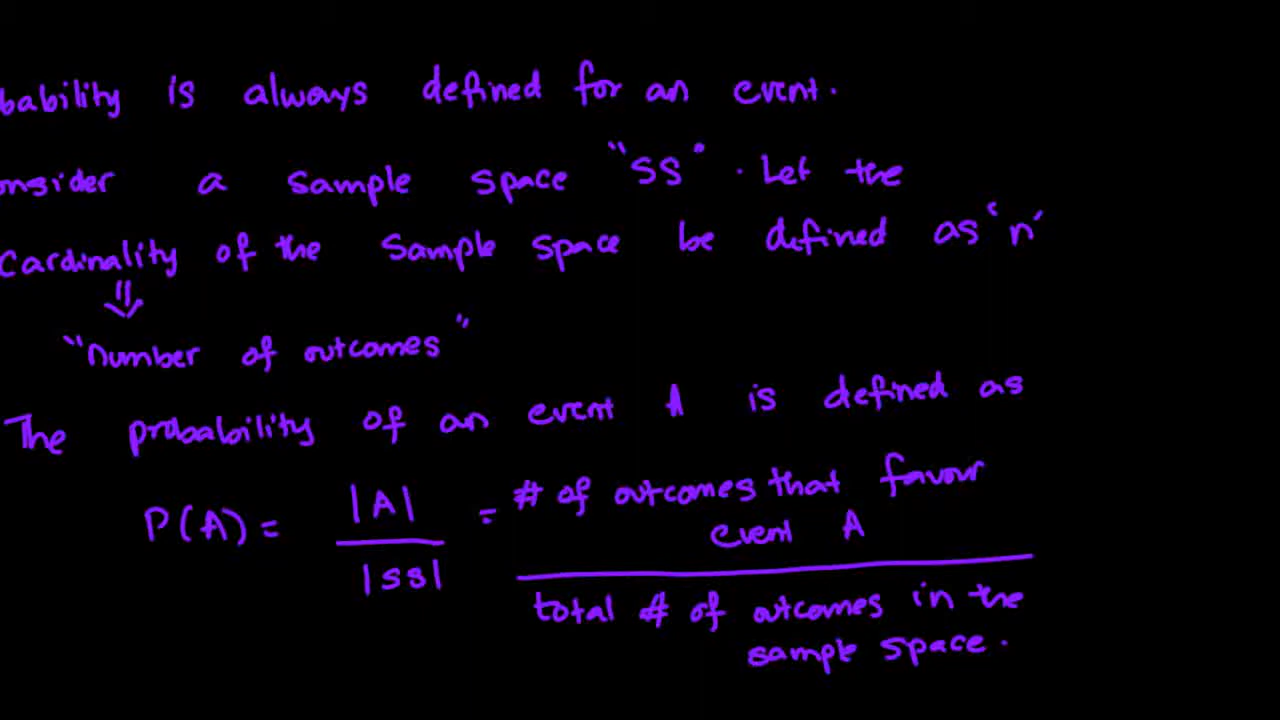 bability is always defined for an event.
onsider a sample space "SS". Let the
Cardinality of the sample space be defined as 'n'
⇓
"number of outcomes"
The probability of an event A is defined as
P(A) = |A| / |SS| = # of outcomes that favour
event A
total # of outcomes in the
sample space.